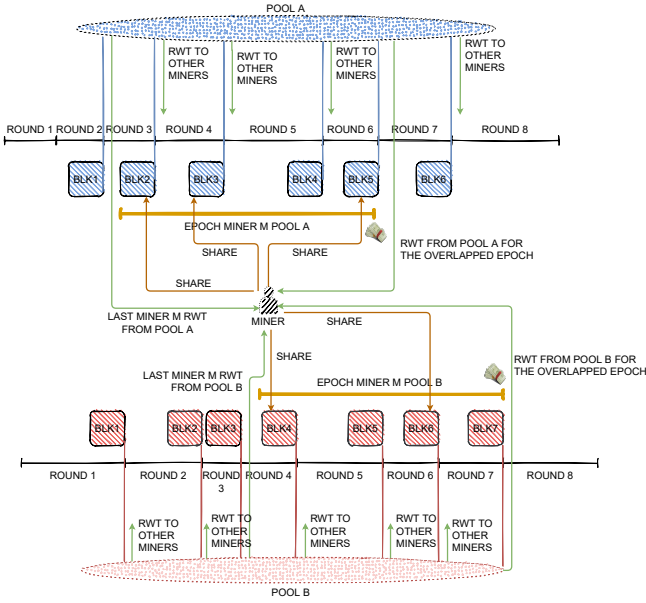 POOL A
RWT TO
OTHER
MINERS
RWT TO
OTHER
MINERS
RWT TO
OTHER
MINERS
RWT TO
OTHER
MINERS
ROUND 1
ROUND 2
ROUND 3
ROUND 4
ROUND 5
ROUND 6
ROUND 7
ROUND 8
BLK1
BLK2
BLK3
BLK4
BLK5
BLK6
EPOCH MINER M POOL A
SHARE
SHARE
RWT FROM POOL A FOR
THE OVERLAPPED EPOCH
SHARE
LAST MINER M RWT
FROM POOL A
MINER
SHARE
SHARE
LAST MINER M RWT
FROM POOL B
EPOCH MINER M POOL B
RWT FROM POOL B FOR
THE OVERLAPPED EPOCH
BLK1
BLK2
BLK3
BLK4
BLK5
BLK6
BLK7
ROUND 1
ROUND 2
ROUND
3
ROUND 4
ROUND 5
ROUND 6
ROUND 7
ROUND 8
RWT TO
OTHER
MINERS
RWT TO
OTHER
MINERS
RWT TO
OTHER
MINERS
RWT TO
OTHER
MINERS
RWT TO
OTHER
MINERS
POOL B